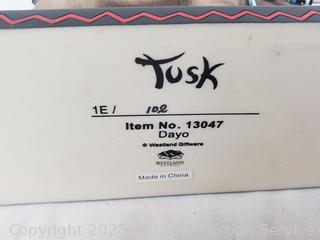 Tusk
1E / 102
Item No. 13047
Dayo
© Westland Giftware
WESTLAND
Made in China